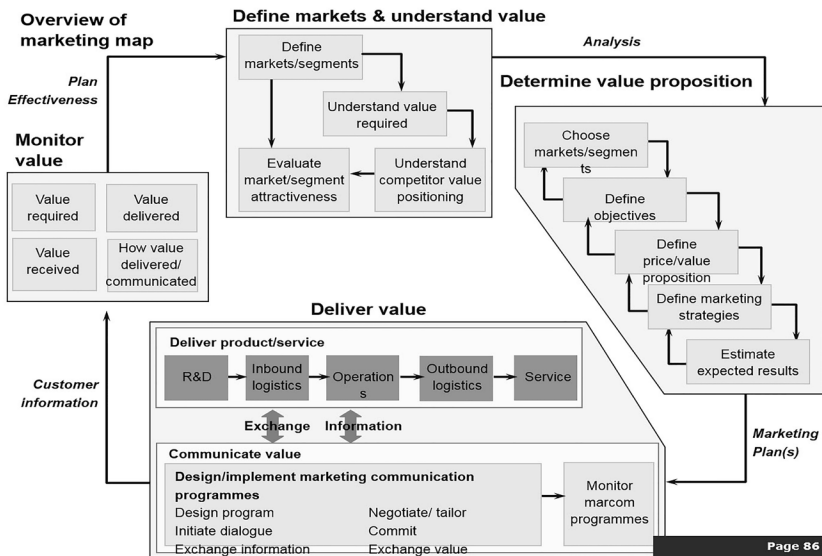 Overview of
marketing map
Define markets & understand value
Define
markets/segments
Understand value
required
Evaluate
market/segment
attractiveness
Understand
competitor value
positioning
Analysis
Plan
Effectiveness
Determine value proposition
Choose
markets/segmen
ts
Define
objectives
Define
price/value
proposition
Define marketing
strategies
Estimate
expected results
Monitor
value
Value
required
Value
delivered
Value
received
How value
delivered/
communicated
Deliver value
Deliver product/service
R&D
Inbound
logistics
Operation
s
Outbound
logistics
Service
Exchange
Information
Customer
information
Marketing
Plan(s)
Communicate value
Design/implement marketing communication
programmes
Design program
Negotiate/ tailor
Initiate dialogue
Commit
Exchange information
Exchange value
Monitor
marcom
programmes
Page 86